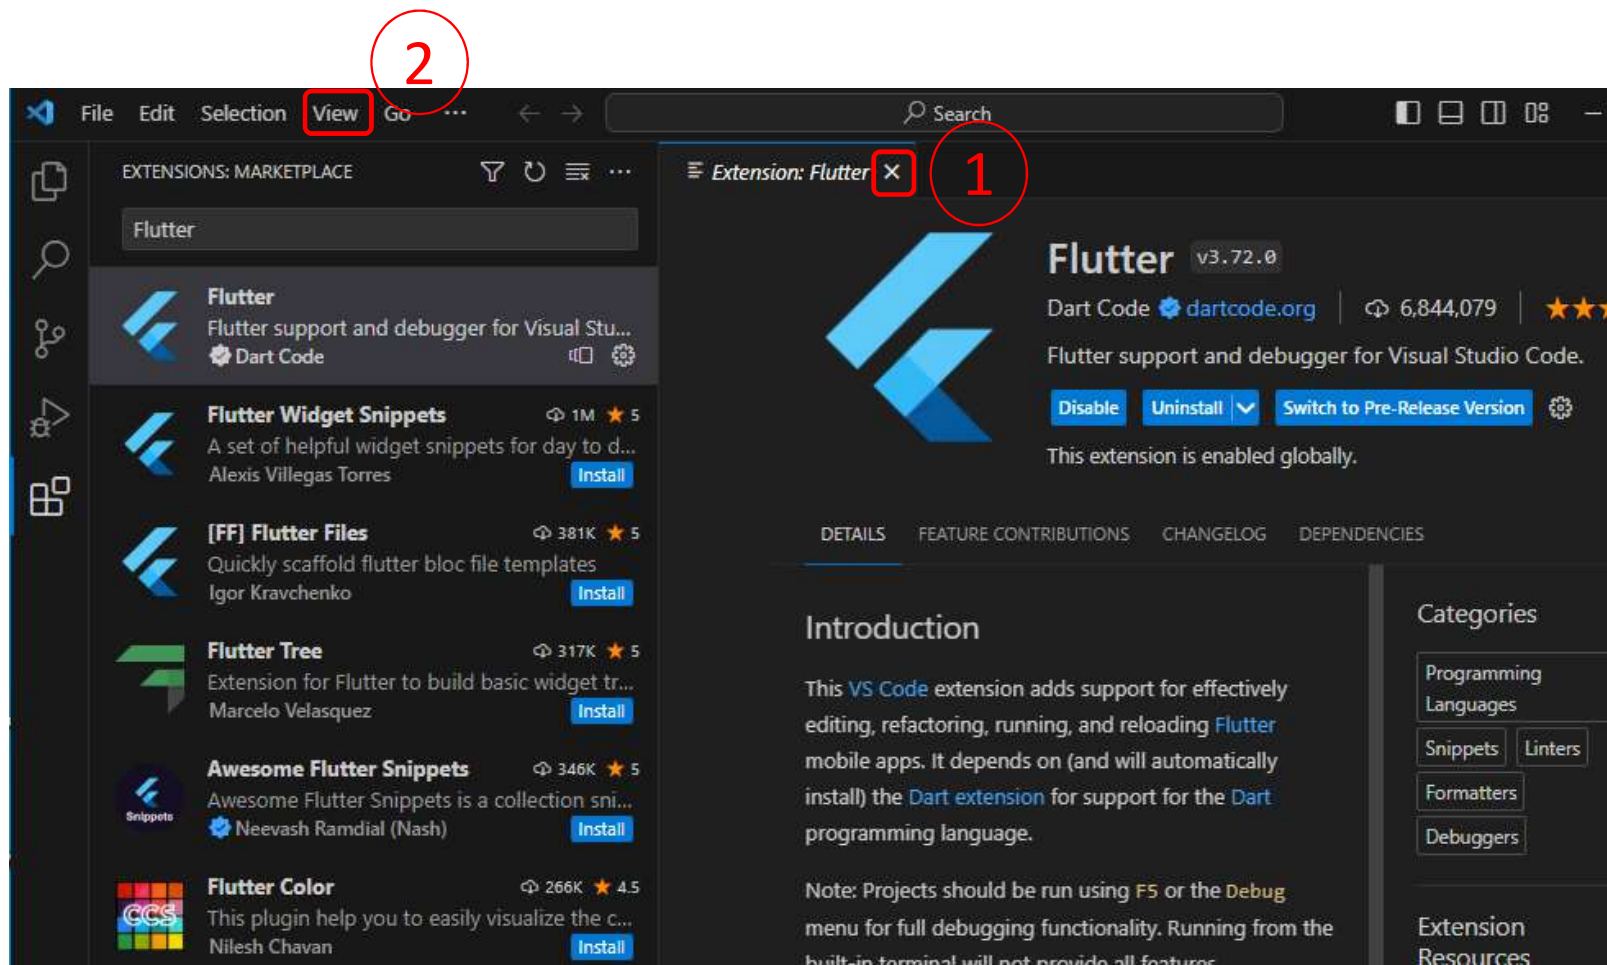 2
File Edit Selection View Go ··· Search
EXTENSIONS: MARKETPLACE
Flutter
Flutter
Flutter support and debugger for Visual Stu...
Dart Code
Flutter Widget Snippets 1M 5
A set of helpful widget snippets for day to d...
Alexis Villegas Torres Install
[FF] Flutter Files 381K 5
Quickly scaffold flutter bloc file templates
Igor Kravchenko Install
Flutter Tree 317K 5
Extension for Flutter to build basic widget tr...
Marcelo Velasquez Install
Snippets
Awesome Flutter Snippets 346K 5
Awesome Flutter Snippets is a collection sni...
Neevash Ramdial (Nash) Install
CCS
Flutter Color 266K 4.5
This plugin help you to easily visualize the c...
Nilesh Chavan Install
Extension: Flutter
1
Flutter v3.72.0
Dart Code dartcode.org 6,844,079
Flutter support and debugger for Visual Studio Code.
Disable Uninstall Switch to Pre-Release Version
This extension is enabled globally.
DETAILS FEATURE CONTRIBUTIONS CHANGELOG DEPENDENCIES
Introduction
This VS Code extension adds support for effectively
editing, refactoring, running, and reloading Flutter
mobile apps. It depends on (and will automatically
install) the Dart extension for support for the Dart
programming language.
Note: Projects should be run using F5 or the Debug
menu for full debugging functionality. Running from the
built-in terminal will not provide all features.
Categories
Programming
Languages
Snippets Linters
Formatters
Debuggers
Extension
Resources